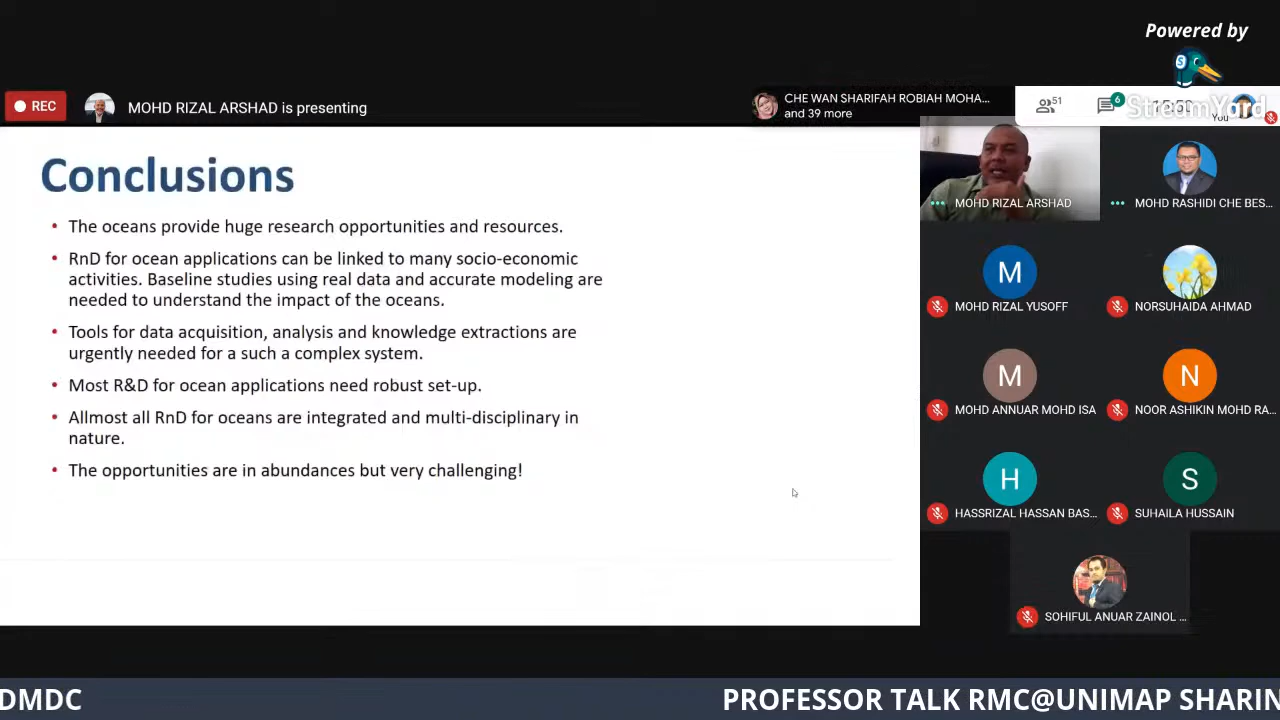 Powered by
S
REC
MOHD RIZAL ARSHAD is presenting
CHE WAN SHARIFAH ROBIAH MOHA...
and 39 more
51
6
StreamYard
You
Conclusions
• The oceans provide huge research opportunities and resources.
• RnD for ocean applications can be linked to many socio-economic
activities. Baseline studies using real data and accurate modeling are
needed to understand the impact of the oceans.
• Tools for data acquisition, analysis and knowledge extractions are
urgently needed for a such a complex system.
• Most R&D for ocean applications need robust set-up.
• Allmost all RnD for oceans are integrated and multi-disciplinary in
nature.
• The opportunities are in abundances but very challenging!
MOHD RIZAL ARSHAD
MOHD RASHIDI CHE BES...
M
MOHD RIZAL YUSOFF
NORSUHAIDA AHMAD
M
MOHD ANNUAR MOHD ISA
N
NOOR ASHIKIN MOHD RA...
H
HASSRIZAL HASSAN BAS...
S
SUHAILA HUSSAIN
SOHIFUL ANUAR ZAINOL ...
DMDC
PROFESSOR TALK RMC@UNIMAP SHARIN